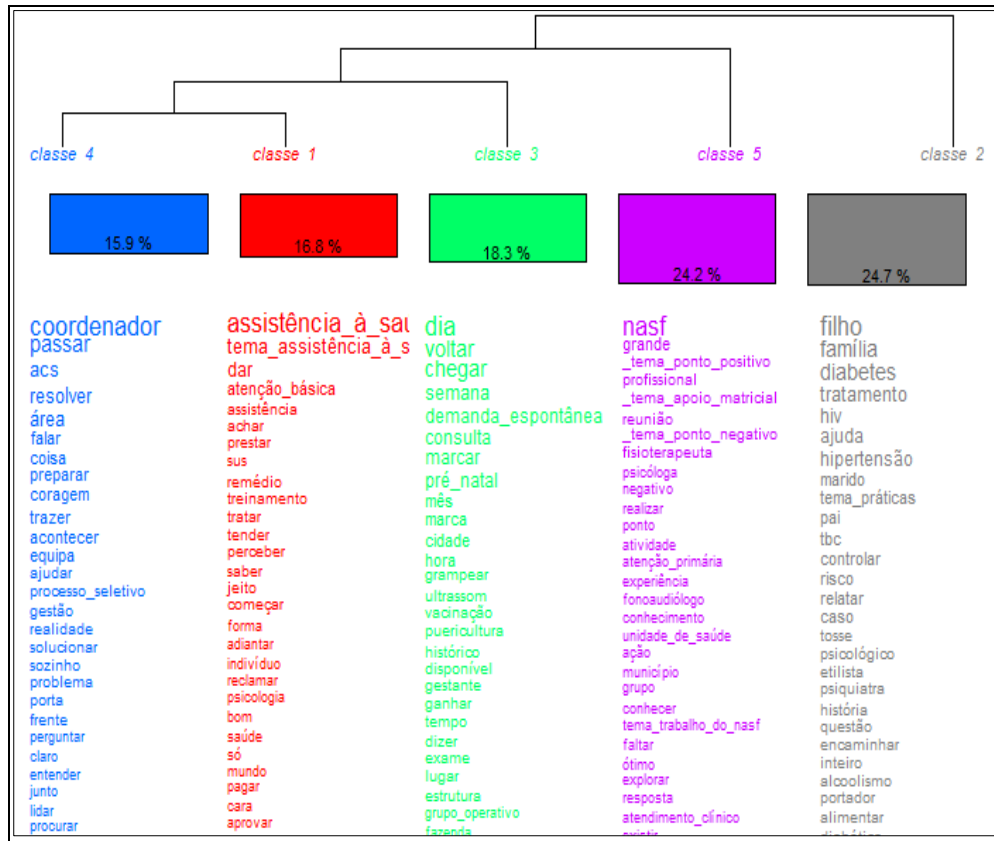 classe 4
classe 1
classe 3
classe 5
classe 2
15.9 %
16.8 %
18.3 %
24.2 %
24.7 %
coordenador
passar
acs
resolver
área
falar
coisa
preparar
coragem
trazer
acontecer
equipa
ajudar
processo_seletivo
gestão
realidade
solucionar
sozinho
problema
porta
frente
perguntar
claro
entender
junto
lidar
procurar
assistência_à_saú
tema_assistência_à_s
dar
atenção_básica
assistência
achar
prestar
sus
remédio
treinamento
tratar
tender
perceber
saber
jeito
começar
forma
adiantar
indivíduo
reclamar
psicologia
bom
saúde
só
mundo
pagar
cara
aprovar
dia
voltar
chegar
semana
demanda_espontânea
consulta
marcar
pré_natal
mês
marca
cidade
hora
grampear
ultrassom
vacinação
puericultura
histórico
disponível
gestante
ganhar
tempo
dizer
exame
lugar
estrutura
grupo_operativo
fazenda
nasf
grande
_tema_ponto_positivo
profissional
_tema_apoio_matricial
reunião
_tema_ponto_negativo
fisioterapeuta
psicóloga
negativo
realizar
ponto
atividade
atenção_primária
experiência
fonoaudiólogo
conhecimento
unidade_de_saúde
ação
município
grupo
conhecer
tema_trabalho_do_nasf
faltar
ótimo
explorar
resposta
atendimento_clínico
existir
filho
família
diabetes
tratamento
hiv
ajuda
hipertensão
marido
tema_práticas
pai
tbc
controlar
risco
relatar
caso
tosse
psicológico
etilista
psiquiatra
história
questão
encaminhar
inteiro
alcoolismo
portador
alimentar